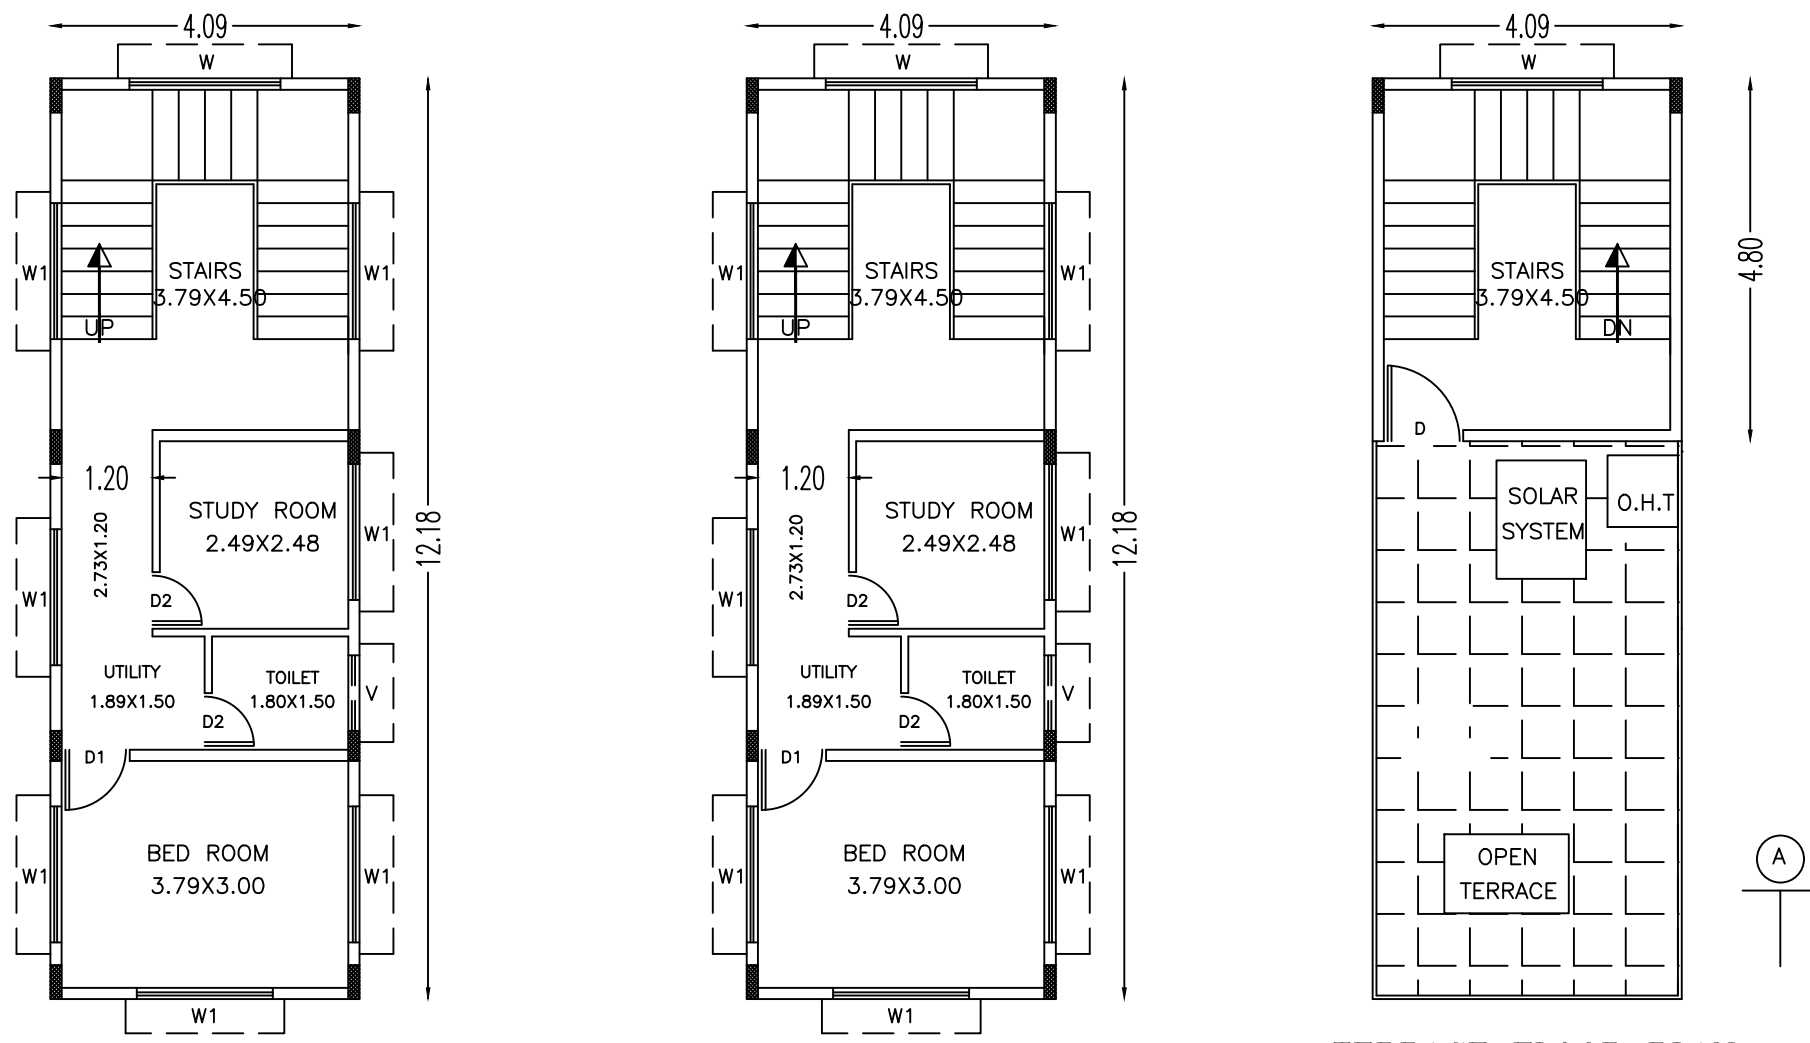 4.09
W
W1
W1
STAIRS
3.79X4.50
UP
1.20
STUDY ROOM
2.49X2.48
2.73X1.20
W1
W1
12.18
D2
UTILITY
1.89X1.50
TOILET
1.80X1.50
V
D2
D1
BED ROOM
3.79X3.00
W1
W1
W1
4.09
W
W1
W1
STAIRS
3.79X4.50
UP
1.20
STUDY ROOM
2.49X2.48
2.73X1.20
W1
W1
12.18
D2
UTILITY
1.89X1.50
TOILET
1.80X1.50
V
D2
D1
BED ROOM
3.79X3.00
W1
W1
W1
4.09
W
4.80
STAIRS
3.79X4.50
DN
D
SOLAR
SYSTEM
O.H.T
OPEN
TERRACE
A